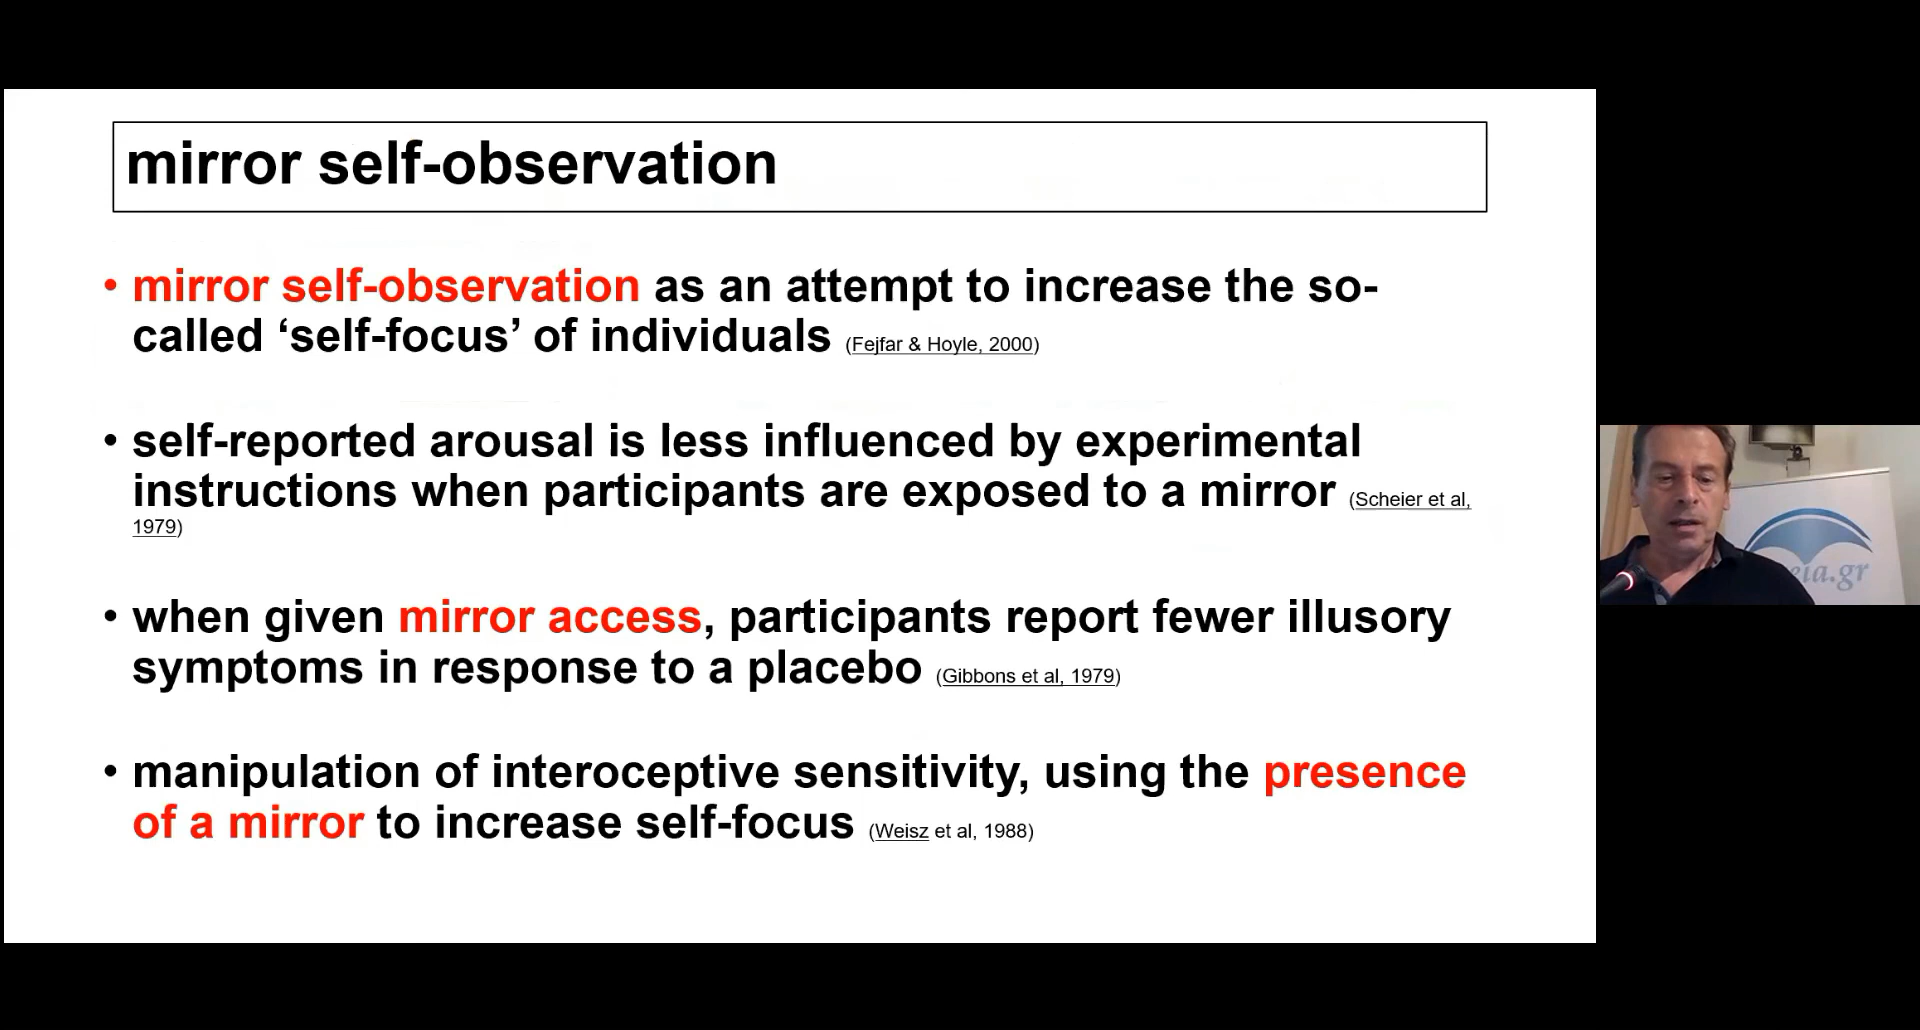 mirror self-observation
• mirror self-observation as an attempt to increase the so-
called ‘self-focus’ of individuals (Fejfar & Hoyle, 2000)
• self-reported arousal is less influenced by experimental
instructions when participants are exposed to a mirror (Scheier et al,
1979)
• when given mirror access, participants report fewer illusory
symptoms in response to a placebo (Gibbons et al, 1979)
• manipulation of interoceptive sensitivity, using the presence
of a mirror to increase self-focus (Weisz et al, 1988)
eia.gr